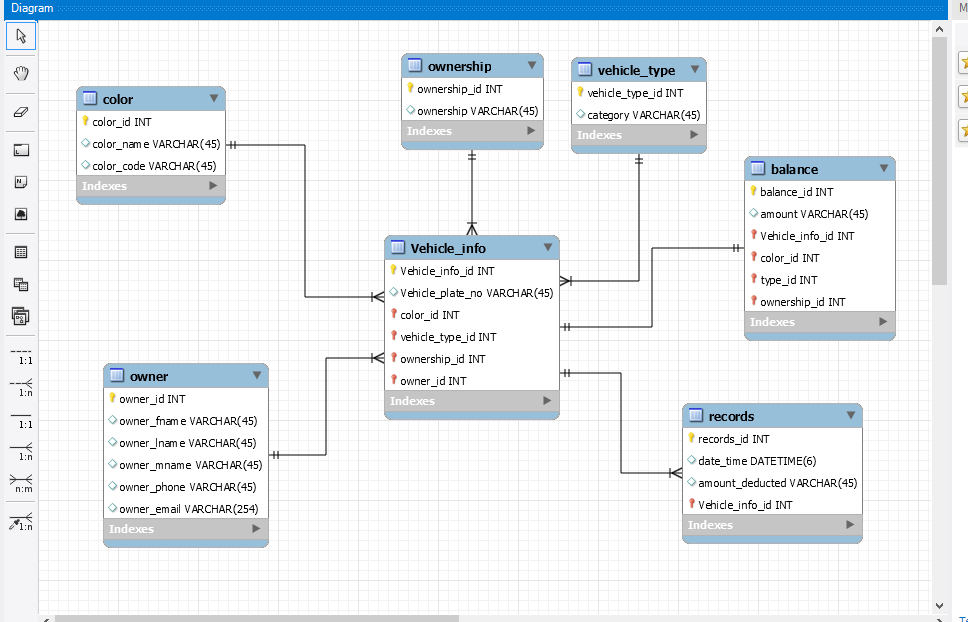 Diagram
M
color
color_id INT
color_name VARCHAR(45)
color_code VARCHAR(45)
Indexes
ownership
ownership_id INT
ownership VARCHAR(45)
Indexes
vehicle_type
vehicle_type_id INT
category VARCHAR(45)
Indexes
balance
balance_id INT
amount VARCHAR(45)
Vehicle_info_id INT
color_id INT
type_id INT
ownership_id INT
Indexes
Vehicle_info
Vehicle_info_id INT
Vehicle_plate_no VARCHAR(45)
color_id INT
vehicle_type_id INT
ownership_id INT
owner_id INT
Indexes
owner
owner_id INT
owner_fname VARCHAR(45)
owner_lname VARCHAR(45)
owner_mname VARCHAR(45)
owner_phone VARCHAR(45)
owner_email VARCHAR(254)
Indexes
records
records_id INT
date_time DATETIME(6)
amount_deducted VARCHAR(45)
Vehicle_info_id INT
Indexes
1:1
1:n
1:1
1:n
n:m
1:n